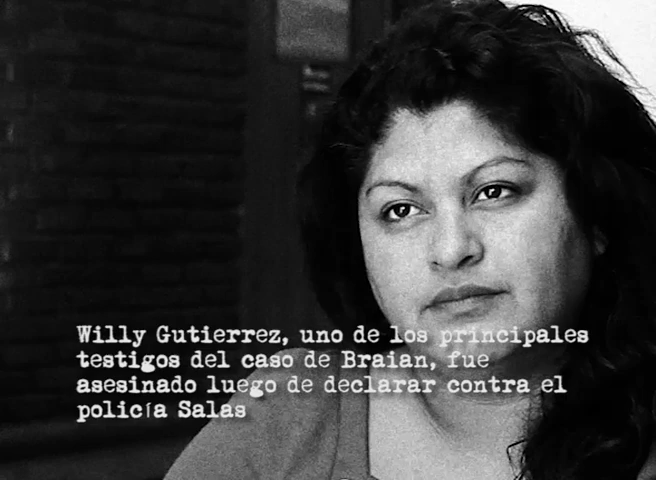 Willy Gutierrez, uno de los principales
testigos del caso de Braian, fue
asesinado luego de declarar contra el
policía Salas